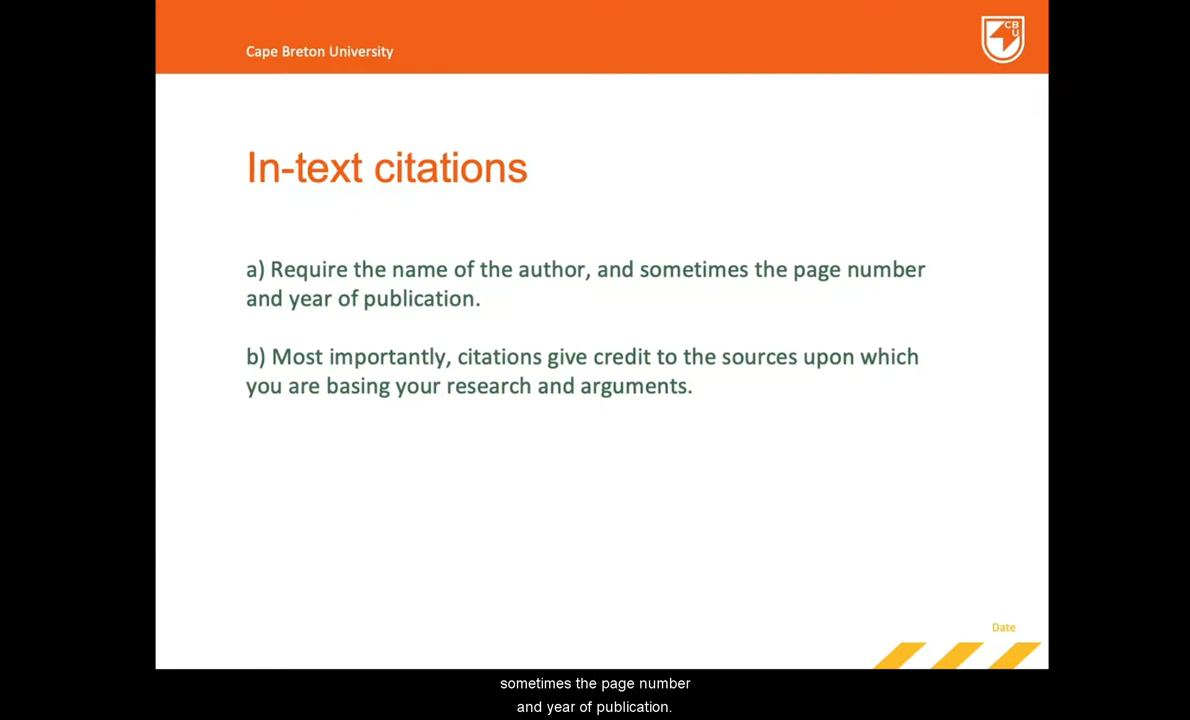 Cape Breton University
CB
U
In-text citations
a) Require the name of the author, and sometimes the page number
and year of publication.
b) Most importantly, citations give credit to the sources upon which
you are basing your research and arguments.
Date
sometimes the page number
and year of publication.